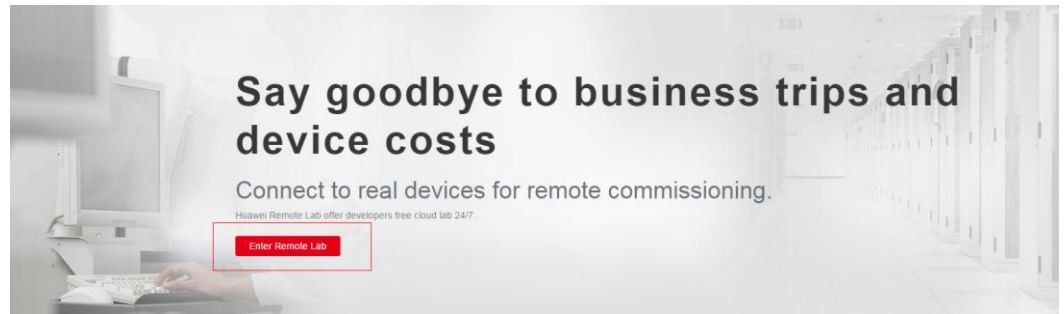 Say goodbye to business trips and
device costs
Connect to real devices for remote commissioning.
Huawei Remote Lab offer developers free cloud lab 24/7.
Enter Remote Lab